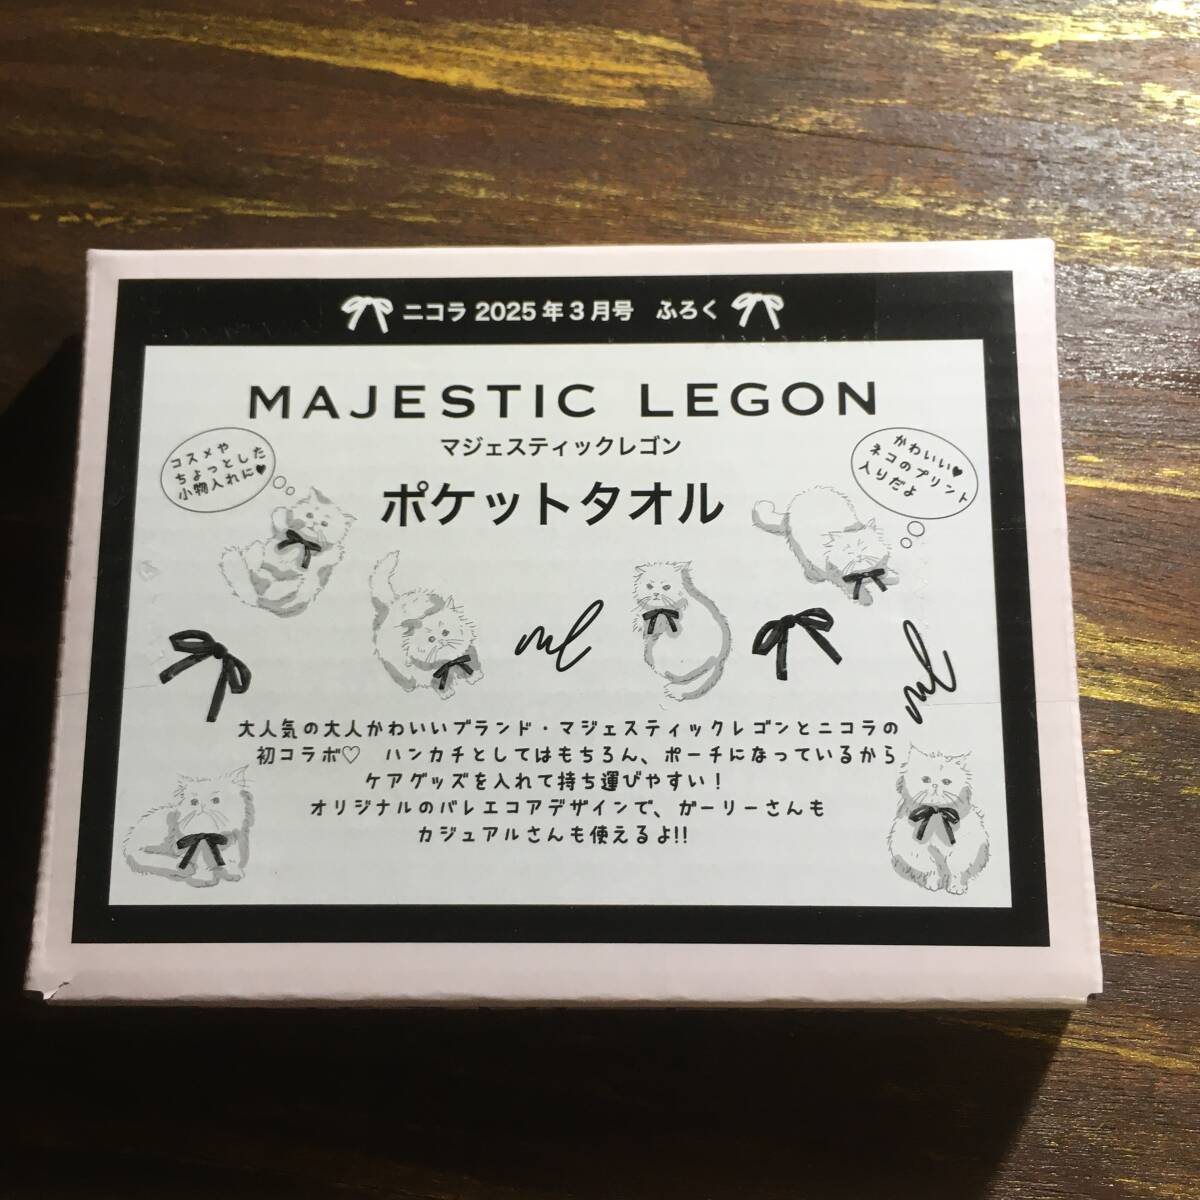 ニコラ 2025年3月号 ふろく
MAJESTIC LEGON
マジェスティックレゴン
ポケットタオル
コスメや
ちょっとした
小物入れに♥
かわいい♥
ネコのプリント
入りだよ
ml
ml
大人気の大人かわいいブランド・マジェスティックレゴンとニコラの
初コラボ♡ ハンカチとしてはもちろん、ポーチになっているから
ケアグッズを入れて持ち運びやすい！
オリジナルのバレエコアデザインで、ガーリーさんも
カジュアルさんも使えるよ!!